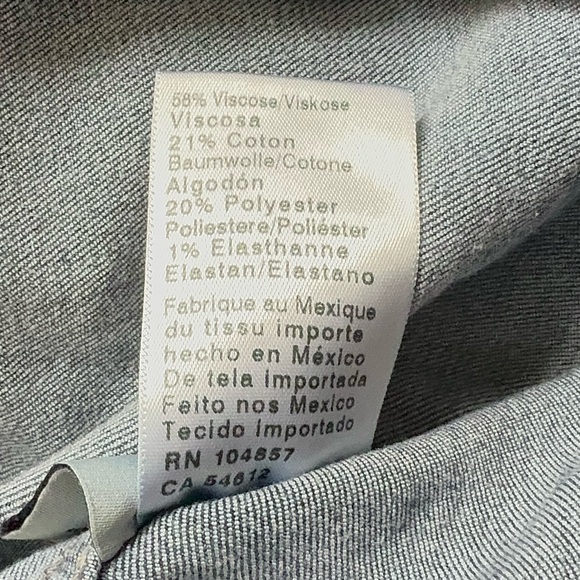 58% Viscose/Viskose
Viscosa
21% Coton
Baumwolle/Cotone
Algodón
20% Polyester
Poliestere/Poliéster
1% Elasthanne
Elastan/Elastano
Fabrique au Mexique
du tissu importe
hecho en México
De tela importada
Feito nos Mexico
Tecido importado
RN 104857
CA 54612